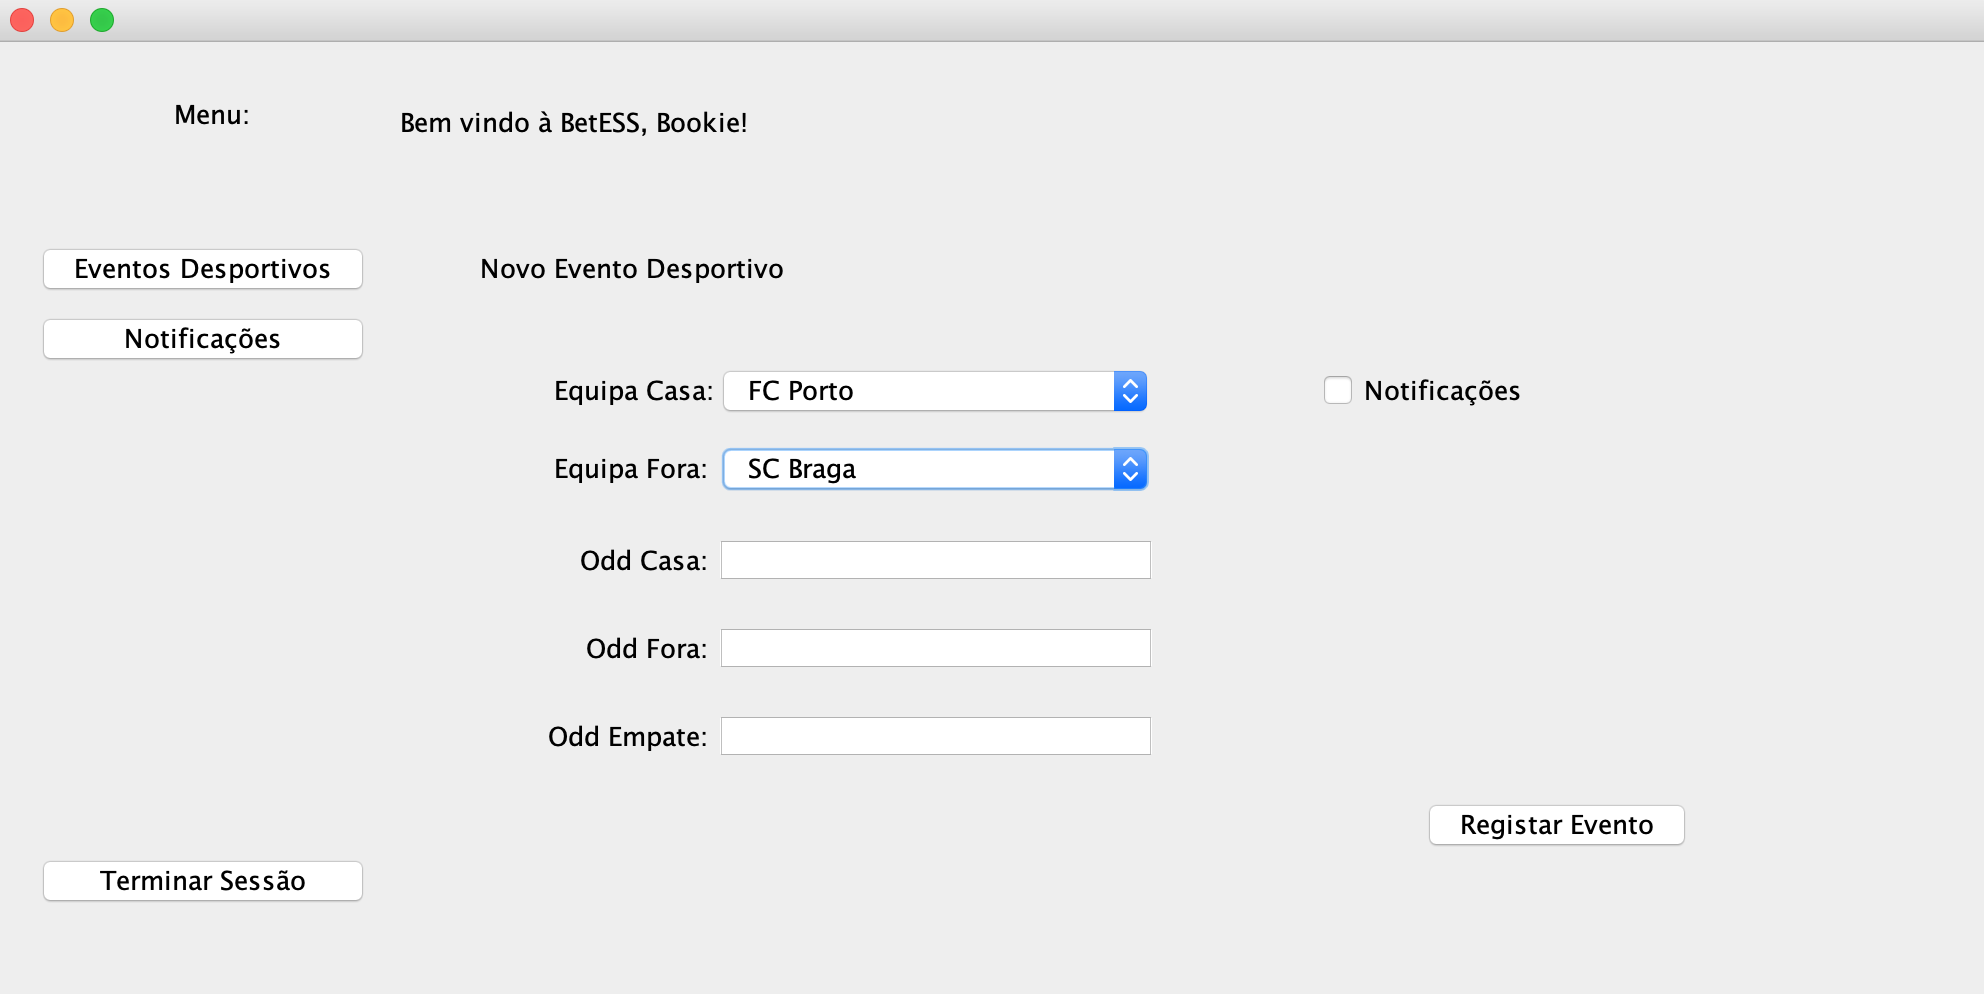 Menu:
Bem vindo à BetESS, Bookie!
Eventos Desportivos
Novo Evento Desportivo
Notificações
Equipa Casa: FC Porto
Notificações
Equipa Fora: SC Braga
Odd Casa:
Odd Fora:
Odd Empate:
Registar Evento
Terminar Sessão